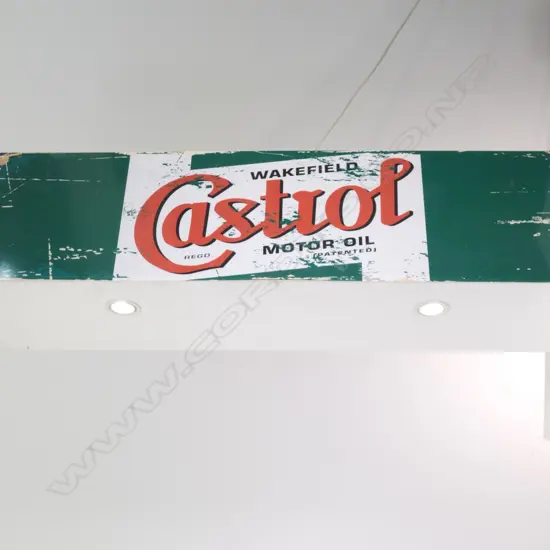 WAKEFIELD
Castrol
REGD.
MOTOR OIL
(PATENTED)